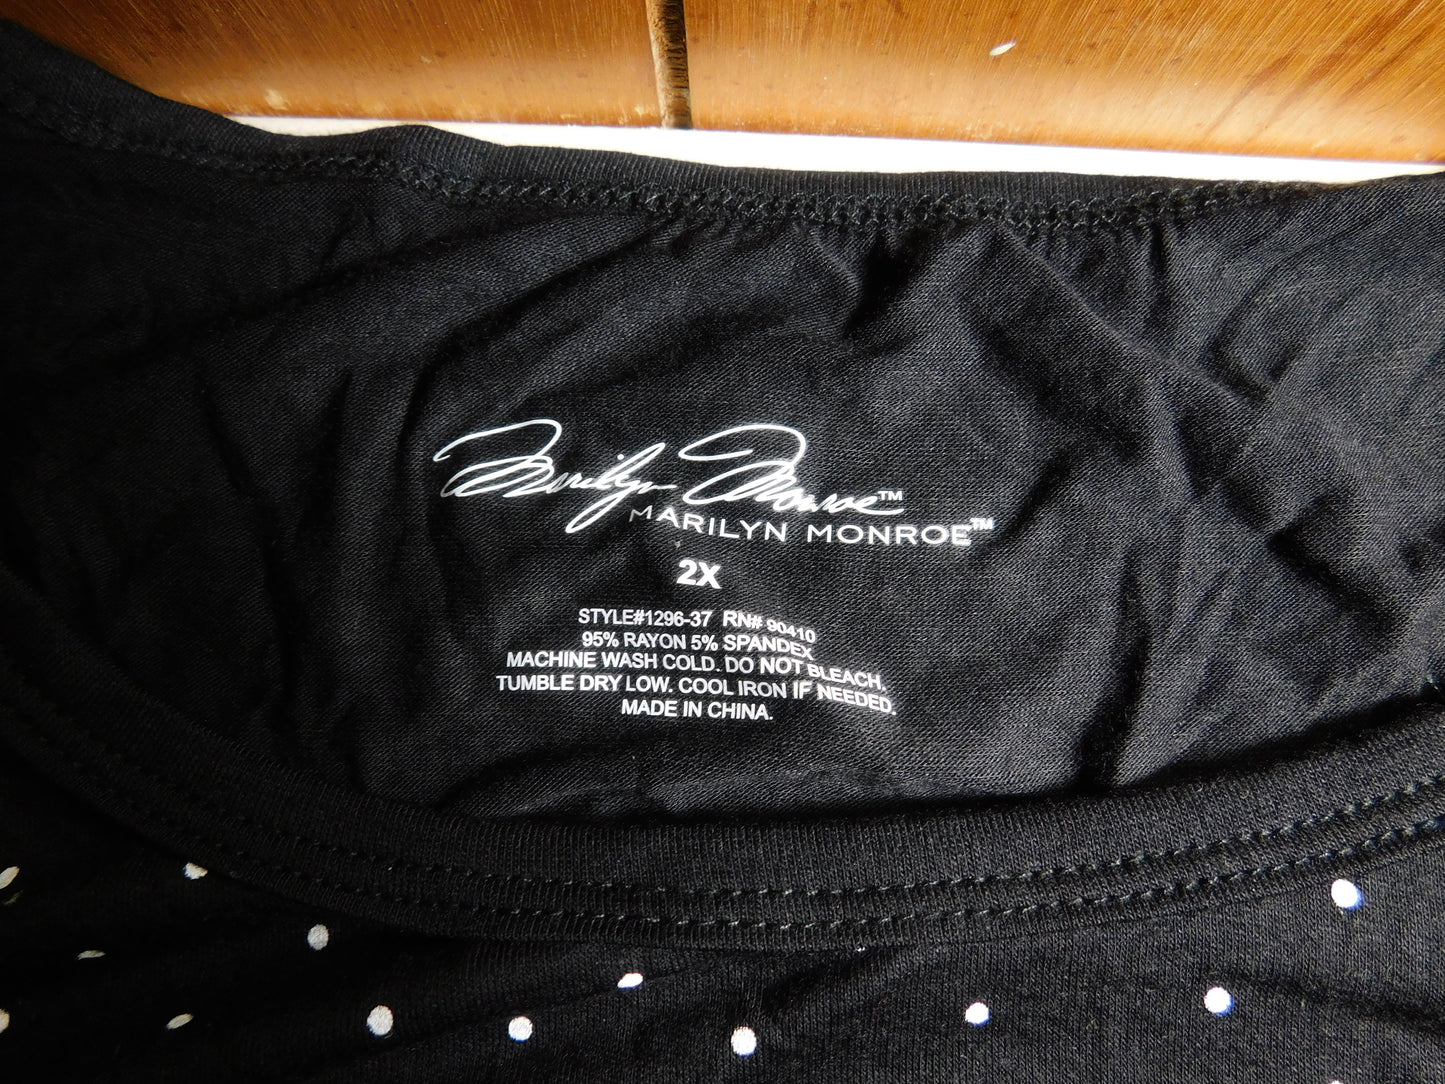 Marilyn Monroe™
MARILYN MONROE™
2X
STYLE#1296-37 RN# 90410
95% RAYON 5% SPANDEX
MACHINE WASH COLD. DO NOT BLEACH.
TUMBLE DRY LOW. COOL IRON IF NEEDED.
MADE IN CHINA.